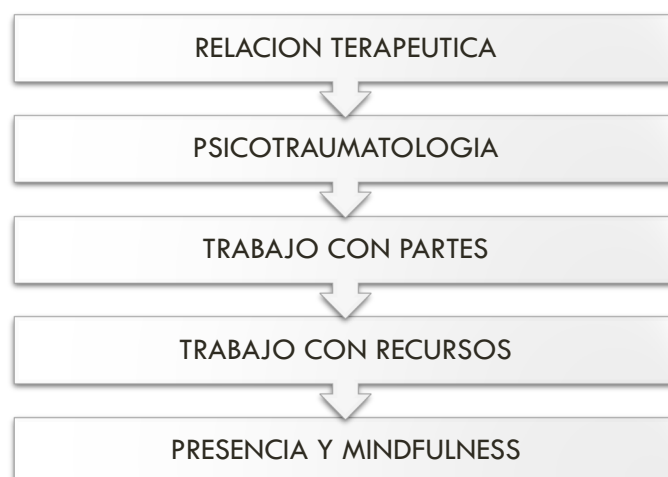 RELACION TERAPEUTICA
PSICOTRAUMATOLOGIA
TRABAJO CON PARTES
TRABAJO CON RECURSOS
PRESENCIA Y MINDFULNESS